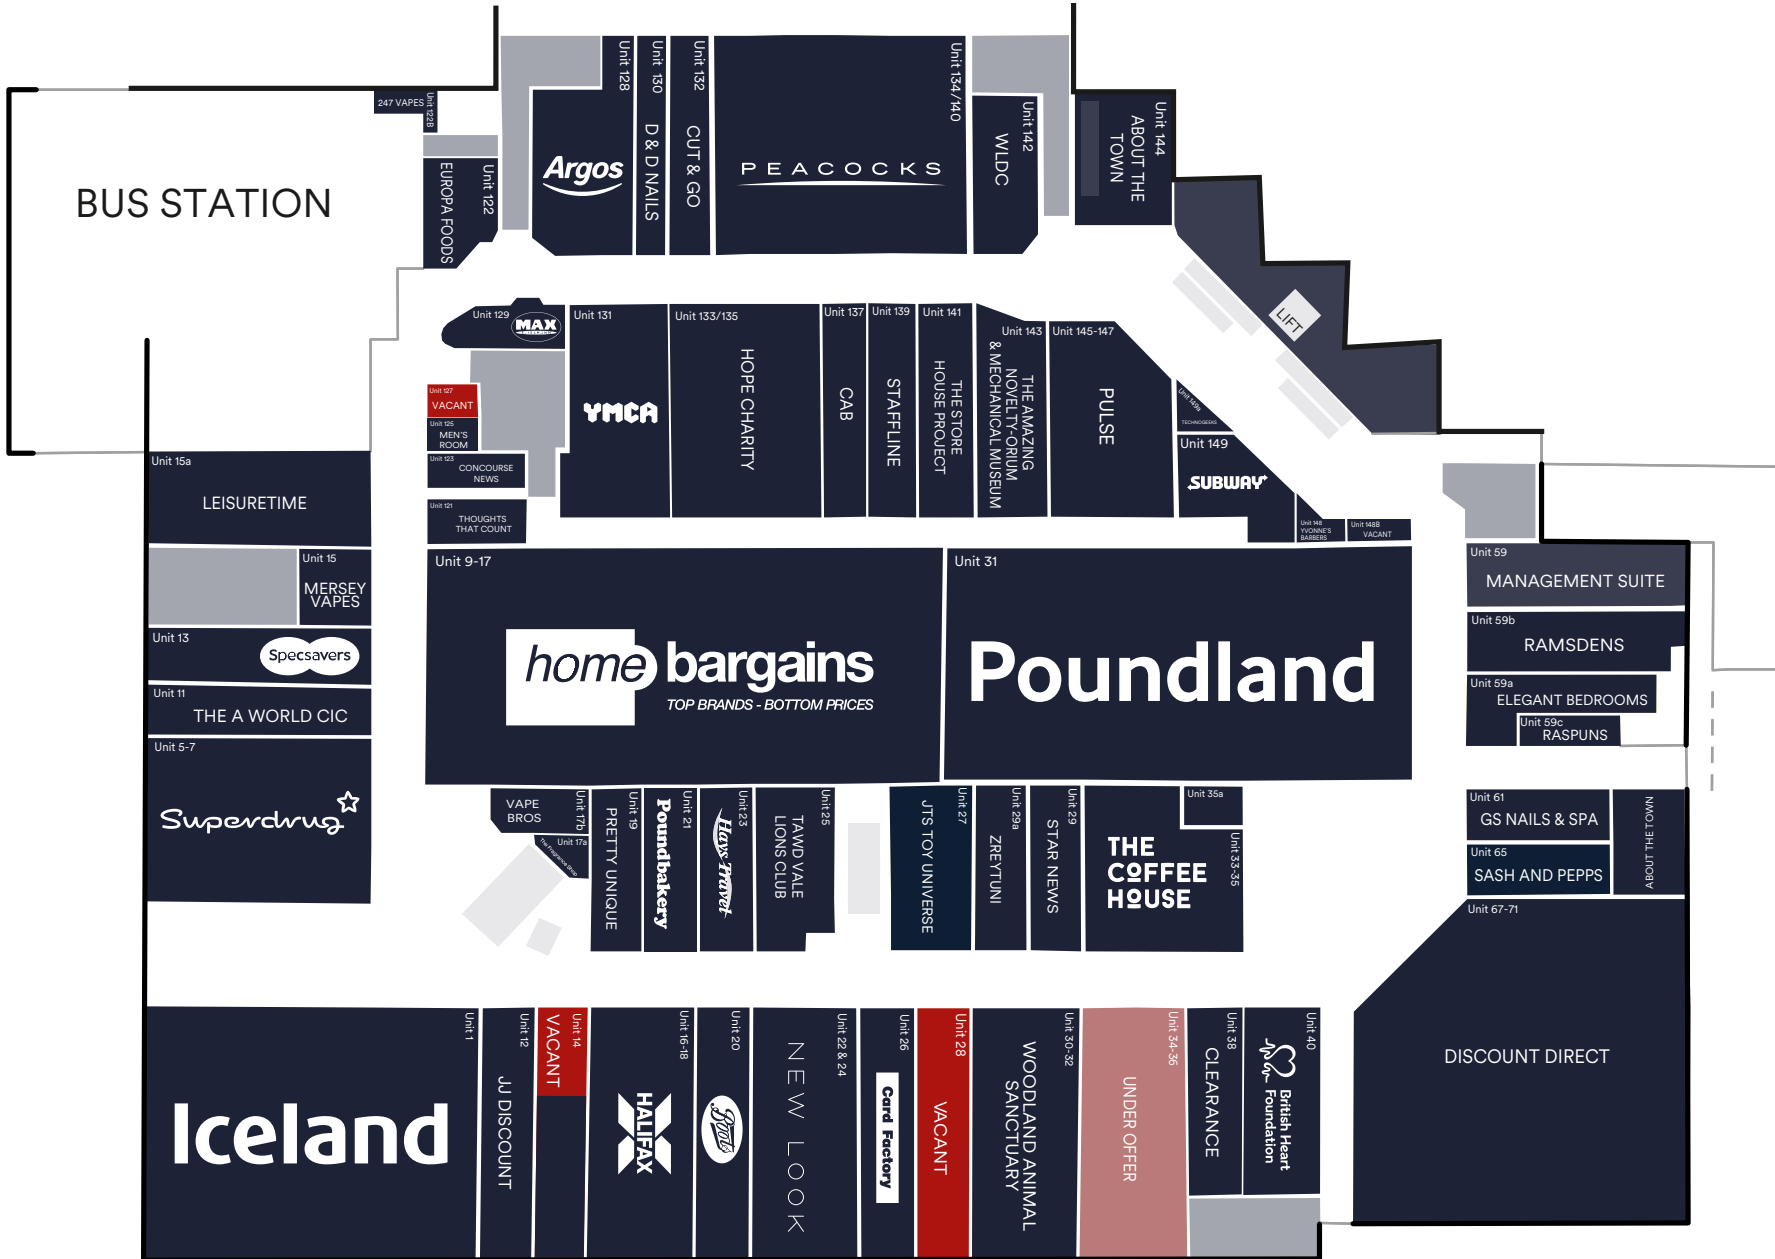 BUS STATION
247 VAPES
Unit 122B
Unit 122
EUROPA FOODS
Unit 128
Argos
Unit 130
D & D NAILS
Unit 132
CUT & GO
Unit 134/140
PEACOCKS
Unit 142
WLDC
Unit 144
ABOUT THE
TOWN
LIFT
Unit 129
MAX
Unit 131
YMCA
Unit 133/135
HOPE CHARITY
Unit 137
CAB
Unit 139
STAFFLINE
Unit 141
THE STORE
HOUSE PROJECT
Unit 143
THE AMAZING
NOVELTY-ORIUM
& MECHANICAL MUSEUM
Unit 145-147
PULSE
Unit 149a
TECHNOGEEKS
Unit 149
SUBWAY
Unit 148
YVONNE'S
BARBERS
Unit 148B
VACANT
Unit 127
VACANT
Unit 125
MEN'S
ROOM
Unit 123
CONCOURSE
NEWS
Unit 121
THOUGHTS
THAT COUNT
Unit 15a
LEISURETIME
Unit 15
MERSEY
VAPES
Unit 13
Specsavers
Unit 11
THE A WORLD CIC
Unit 5-7
Superdrug
Unit 9-17
home bargains
TOP BRANDS - BOTTOM PRICES
Unit 31
Poundland
Unit 59
MANAGEMENT SUITE
Unit 59b
RAMSDENS
Unit 59a
ELEGANT BEDROOMS
Unit 59c
RASPUNS
Unit 17b
VAPE
BROS
Unit 17a
The Fragrance Shop
Unit 19
PRETTY UNIQUE
Unit 21
Poundbakery
Unit 23
Hays Travel
Unit 25
TAWD VALE
LIONS CLUB
Unit 27
JTS TOY UNIVERSE
Unit 29a
ZREYTUNI
Unit 29
STAR NEWS
Unit 35a
Unit 33-35
THE
COFFEE
HOUSE
Unit 61
GS NAILS & SPA
Unit 65
SASH AND PEPPS
ABOUT THE TOWN
Unit 67-71
DISCOUNT DIRECT
Unit 1
Iceland
Unit 12
JJ DISCOUNT
Unit 14
VACANT
Unit 16-18
HALIFAX
Unit 20
Boots
Unit 22 & 24
NEW LOOK
Unit 26
Card Factory
Unit 28
VACANT
Unit 30-32
WOODLAND ANIMAL
SANCTUARY
Unit 34-36
UNDER OFFER
Unit 38
CLEARANCE
Unit 40
British Heart
Foundation